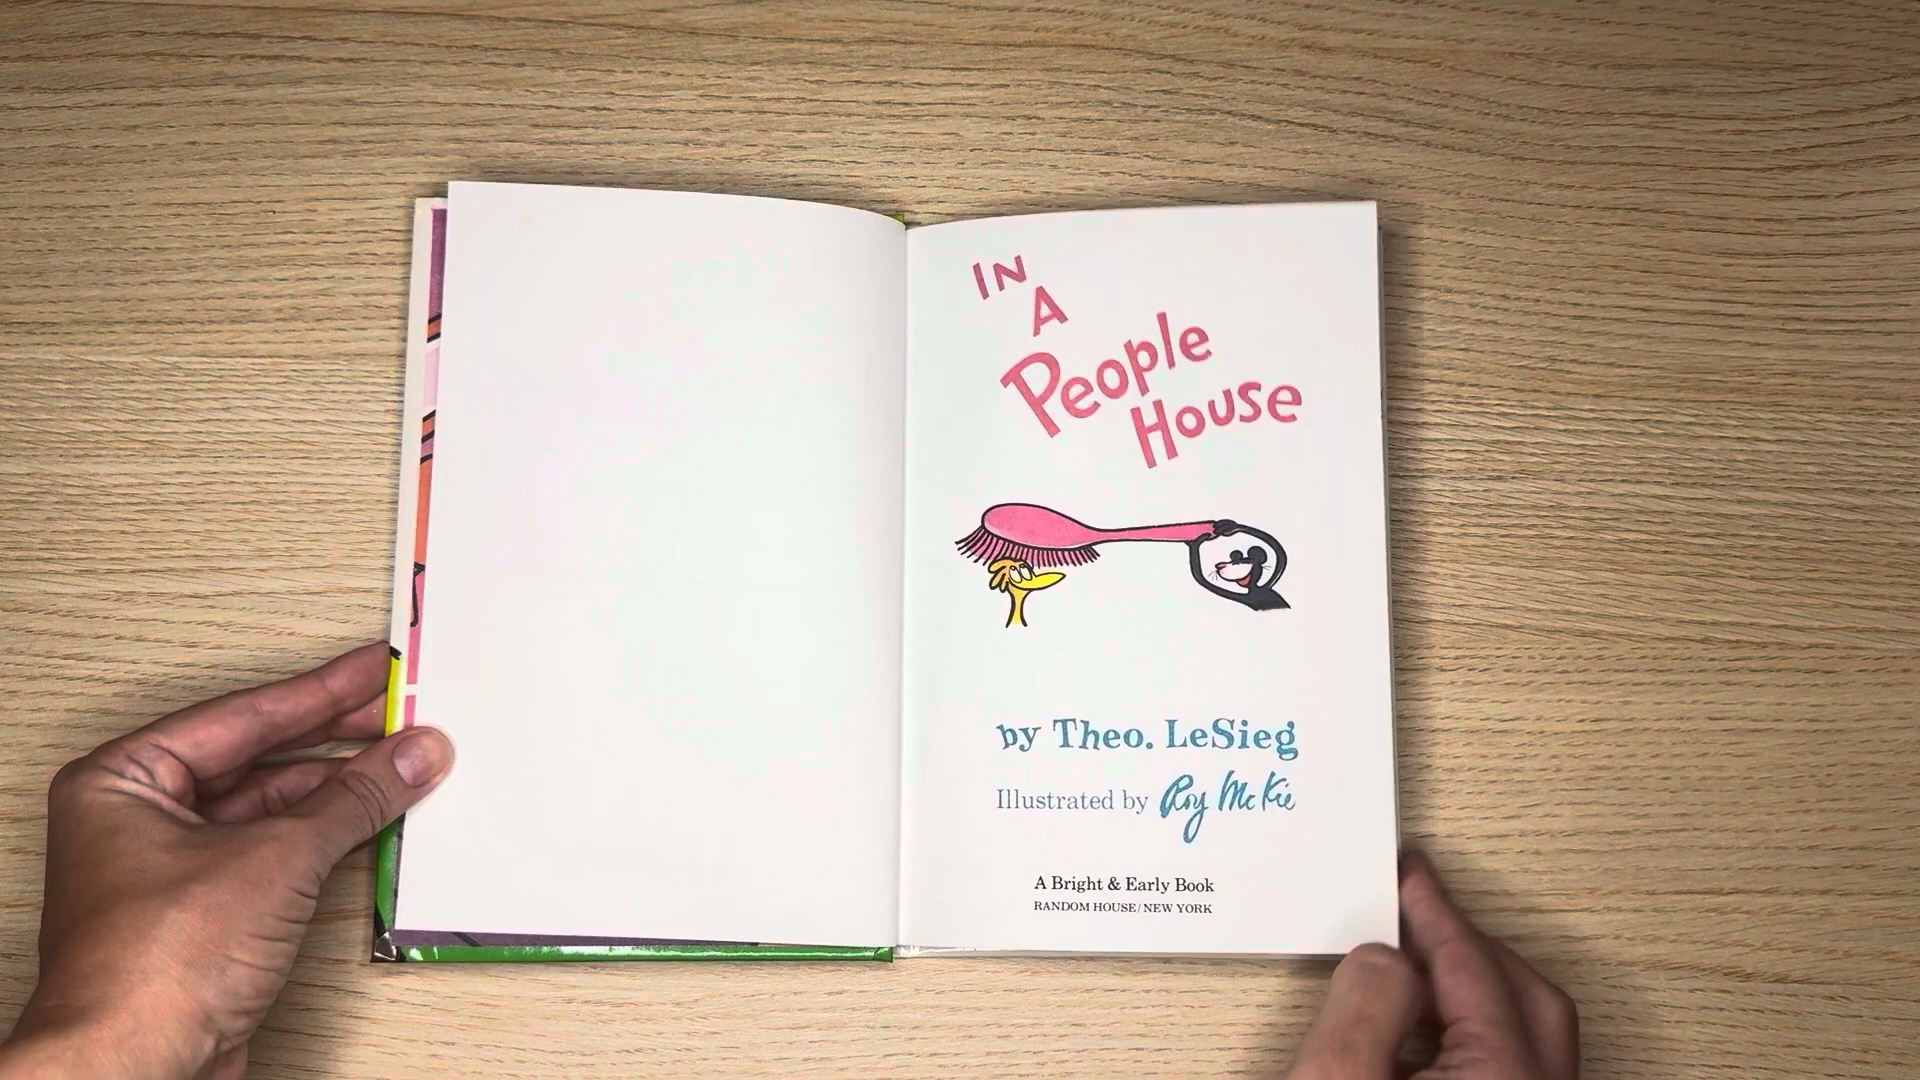 IN
A
People
House
by Theo. LeSieg
Illustrated by Roy McKie
A Bright & Early Book
RANDOM HOUSE/NEW YORK